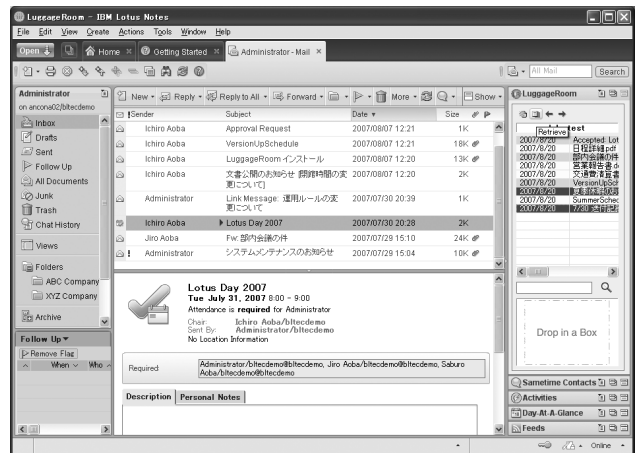 LuggageRoom - IBM Lotus Notes
File Edit View Create Actions Tools Window Help
Open Home × Getting Started × Administrator - Mail ×
All Mail Search
Administrator
on ancona02/bltecdemo
Inbox
Drafts
Sent
Follow Up
All Documents
Junk
Trash
Chat History
Views
Folders
ABC Company
XYZ Company
Archive
Follow Up
Remove Flag
When Who
New Reply Reply to All Forward More Show
! Sender Subject Date Size
Ichiro Aoba Approval Request 2007/08/07 12:21 1K
Ichiro Aoba VersionUpSchedule 2007/08/07 12:21 18K
Ichiro Aoba LuggageRoom インストール 2007/08/07 12:20 13K
Ichiro Aoba 文書公開のお知らせ [開館時間の変更について] 2007/08/07 12:20 2K
Administrator Link Message: 運用ルールの変更について 2007/07/30 20:39 1K
Ichiro Aoba Lotus Day 2007 2007/07/30 20:28 2K
Jiro Aoba Fw: 部内会議の件 2007/07/29 15:10 24K
! Administrator システムメンテナンスのお知らせ 2007/07/29 15:04 10K
Lotus Day 2007
Tue July 31, 2007 8:00 - 9:00
Attendance is required for Administrator
Chair: Ichiro Aoba/bltecdemo
Sent By: Administrator/bltecdemo
No Location Information
Required Administrator/bltecdemo@bltecdemo, Jiro Aoba/bltecdemo@bltecdemo, Saburo
Aoba/bltecdemo@bltecdemo
Description Personal Notes
LuggageRoom
Retrieve
2007/8/20 Accepted: Lot
2007/8/20 日程詳細.pdf
2007/8/20 部内会議の件
2007/8/20 営業報告書.d
2007/8/20 交通費清算書
2007/8/20 VersionUpSch
2007/8/20
2007/8/20 SummerSched
2007/8/20
Drop in a Box
Sametime Contacts
Activities
Day-At-A-Glance
Feeds
Online